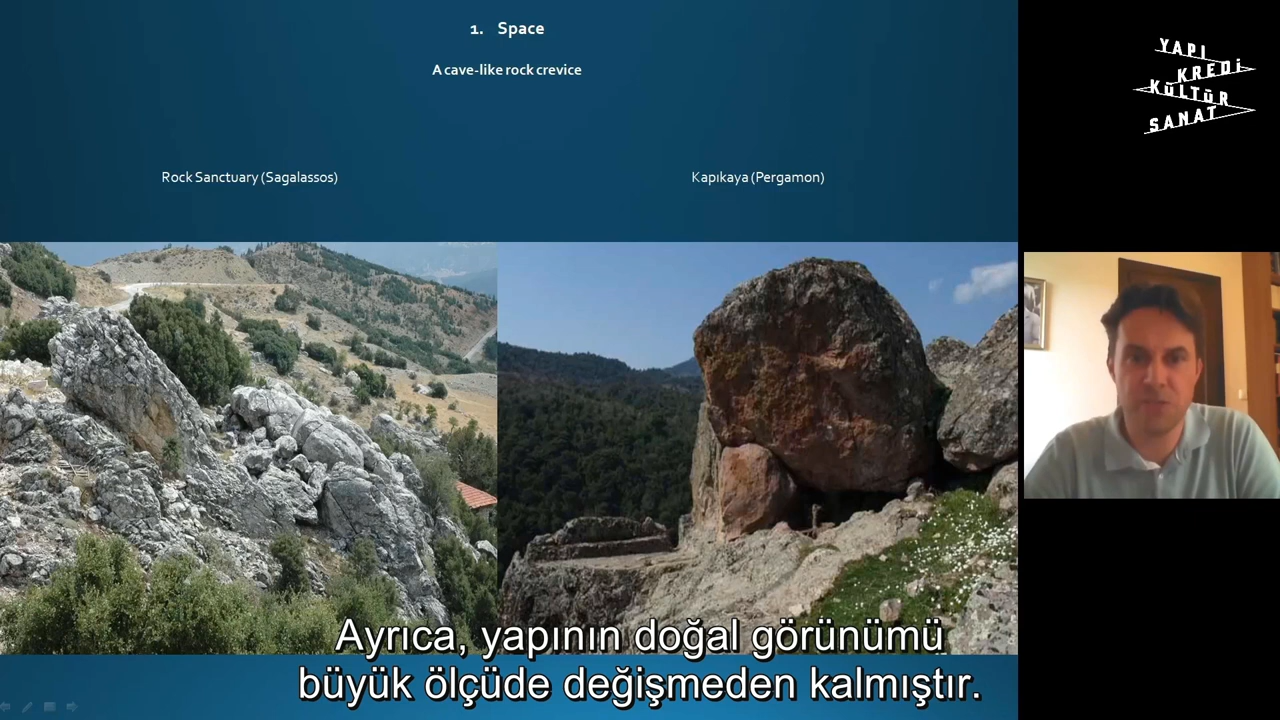 1. Space
A cave-like rock crevice
Rock Sanctuary (Sagalassos)
Kapıkaya (Pergamon)
YAPI
KREDİ
KÜLTÜR
SANAT
Ayrıca, yapının doğal görünümü
büyük ölçüde değişmeden kalmıştır.